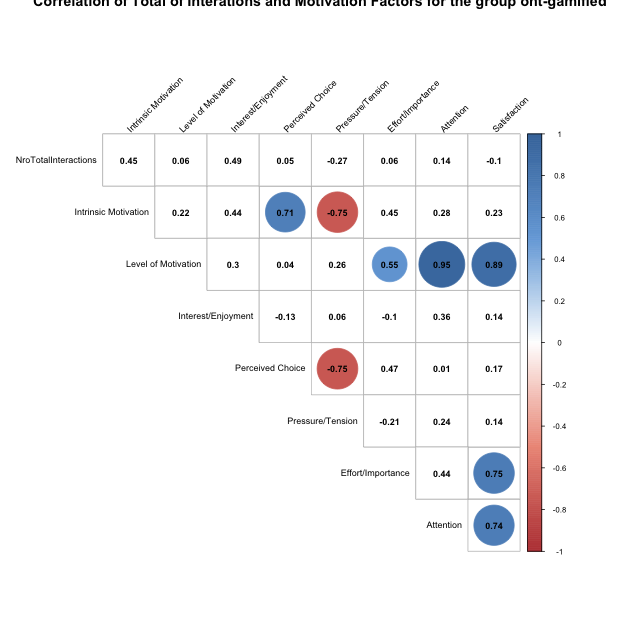 Correlation of Total of Interations and Motivation Factors for the group ont-gamified
Intrinsic Motivation
Level of Motivation
Interest/Enjoyment
Perceived Choice
Pressure/Tension
Effort/Importance
Attention
Satisfaction
NroTotalInteractions 0.45 0.06 0.49 0.05 -0.27 0.06 0.14 -0.1
Intrinsic Motivation 0.22 0.44 0.71 -0.75 0.45 0.28 0.23
Level of Motivation 0.3 0.04 0.26 0.55 0.95 0.89
Interest/Enjoyment -0.13 0.06 -0.1 0.36 0.14
Perceived Choice -0.75 0.47 0.01 0.17
Pressure/Tension -0.21 0.24 0.14
Effort/Importance 0.44 0.75
Attention 0.74
1
0.8
0.6
0.4
0.2
0
-0.2
-0.4
-0.6
-0.8
-1